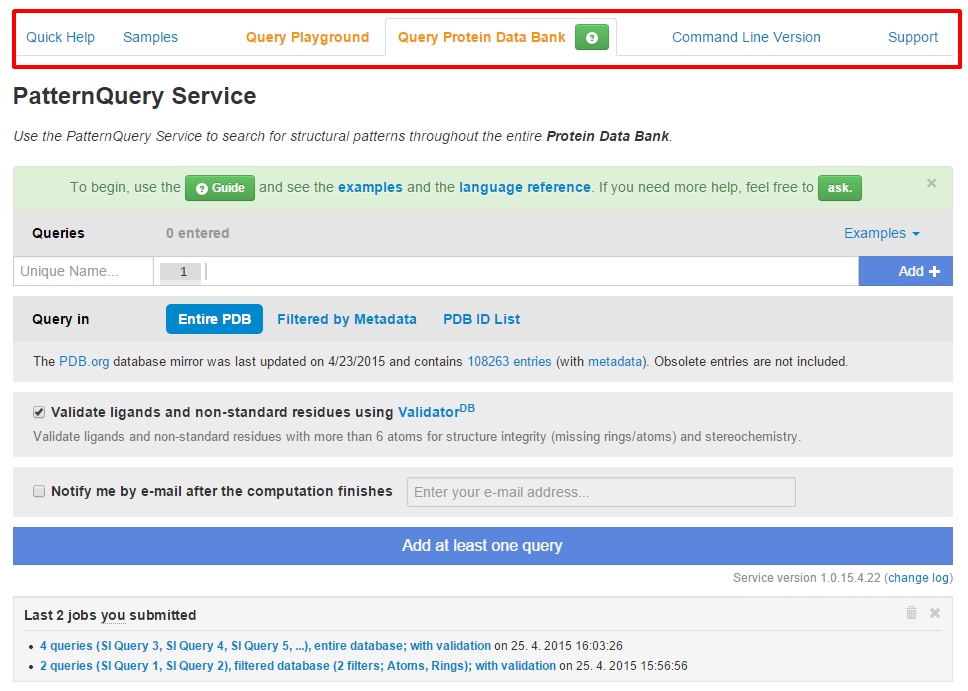 Quick Help Samples Query Playground Query Protein Data Bank ? Command Line Version Support
PatternQuery Service
Use the PatternQuery Service to search for structural patterns throughout the entire Protein Data Bank.
To begin, use the ? Guide and see the examples and the language reference. If you need more help, feel free to ask. ×
Queries 0 entered Examples
Unique Name... 1 Add +
Query in Entire PDB Filtered by Metadata PDB ID List
The PDB.org database mirror was last updated on 4/23/2015 and contains 108263 entries (with metadata). Obsolete entries are not included.
Validate ligands and non-standard residues using ValidatorDB
Validate ligands and non-standard residues with more than 6 atoms for structure integrity (missing rings/atoms) and stereochemistry.
Notify me by e-mail after the computation finishes Enter your e-mail address...
Add at least one query
Service version 1.0.15.4.22 (change log)
Last 2 jobs you submitted
• 4 queries (SI Query 3, SI Query 4, SI Query 5, ...), entire database; with validation on 25. 4. 2015 16:03:26
• 2 queries (SI Query 1, SI Query 2), filtered database (2 filters; Atoms, Rings); with validation on 25. 4. 2015 15:56:56